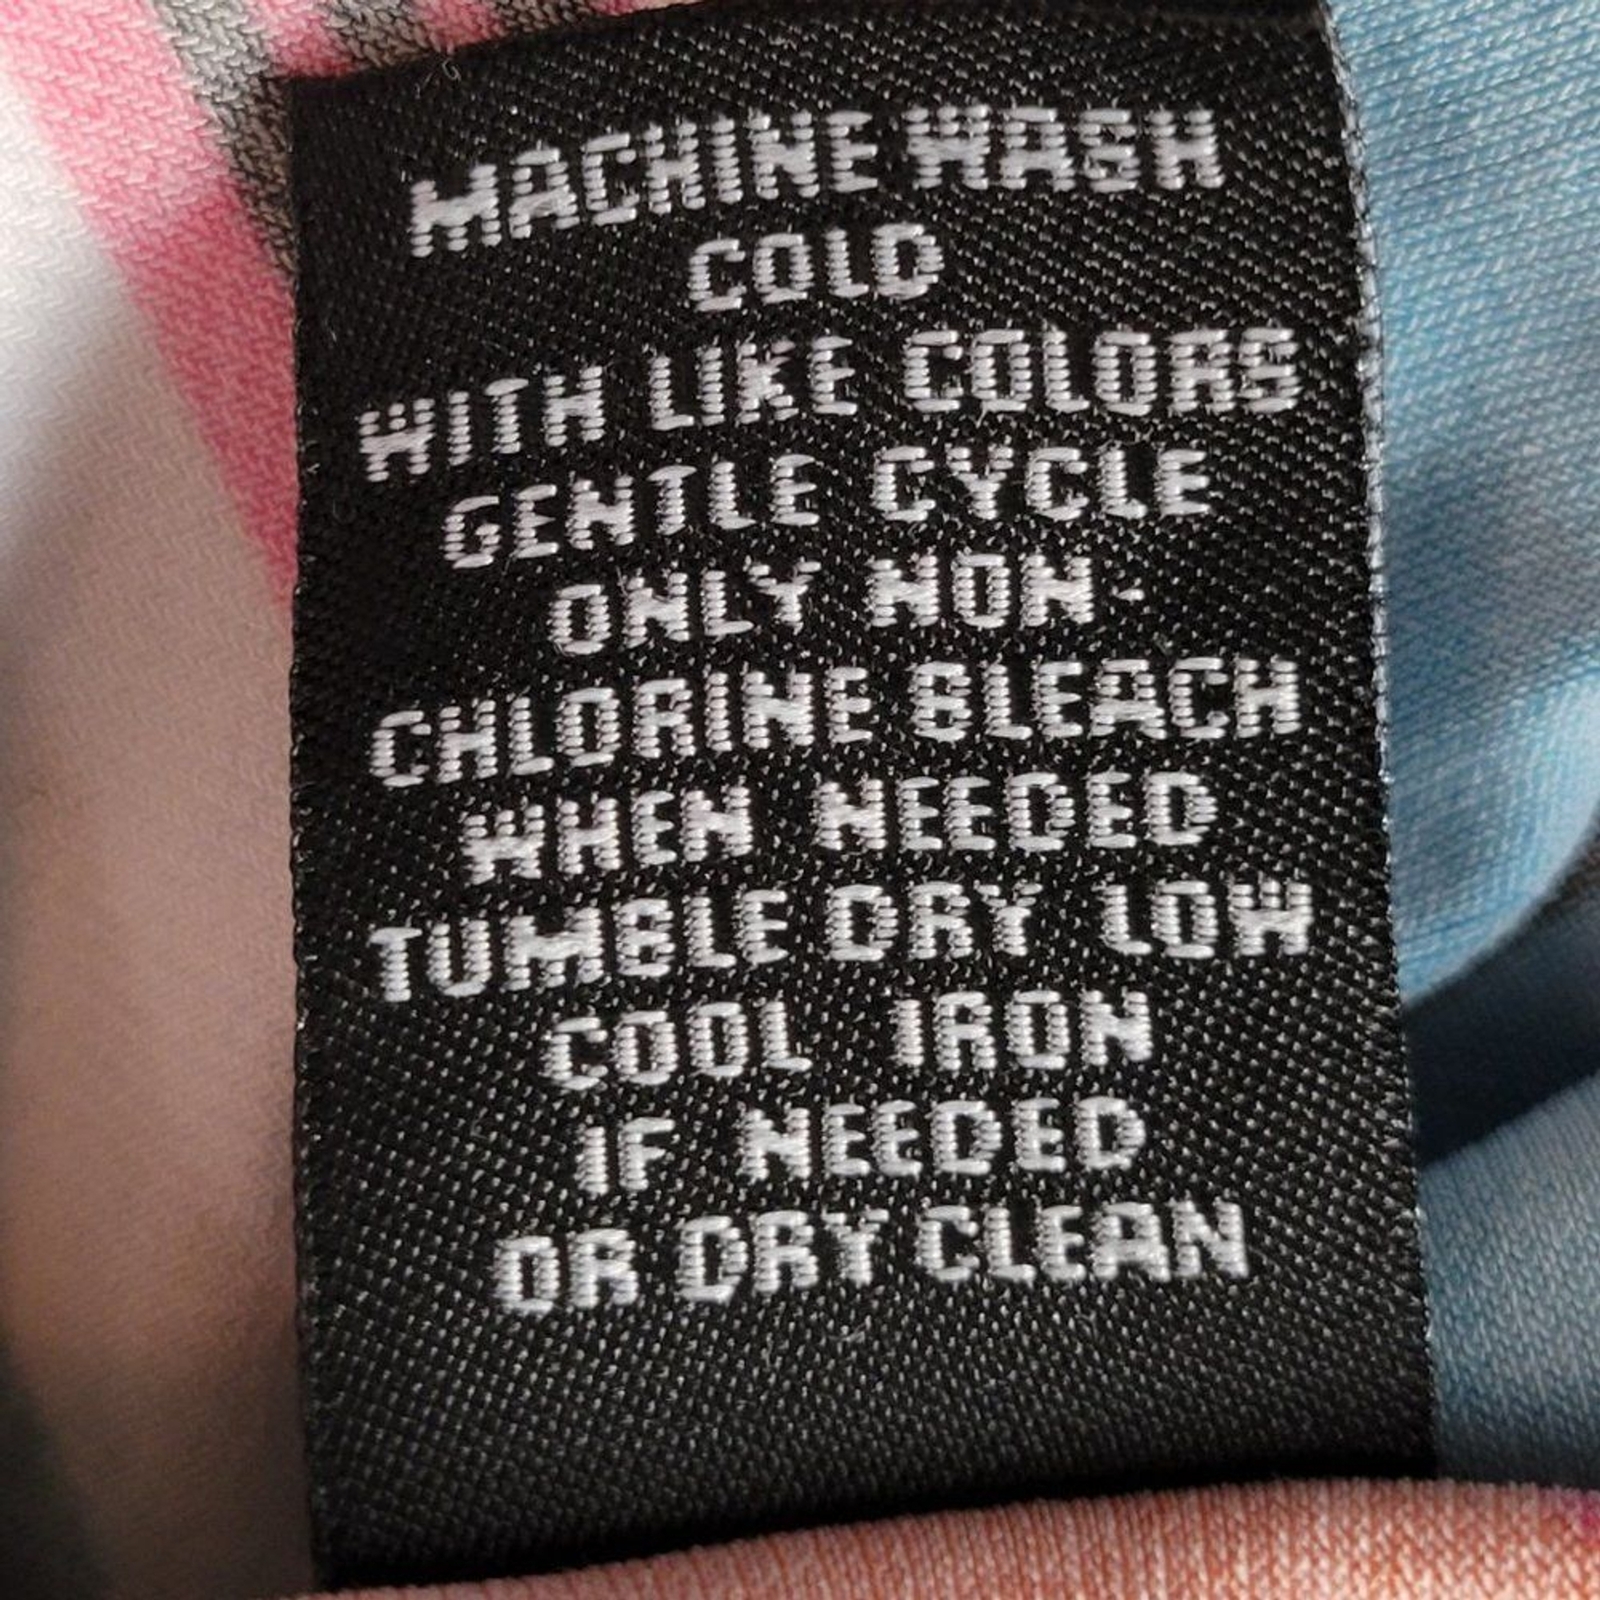 MACHINE WASH
COLD
WITH LIKE COLORS
GENTLE CYCLE
ONLY NON-
CHLORINE BLEACH
WHEN NEEDED
TUMBLE DRY LOW
COOL IRON
IF NEEDED
OR DRY CLEAN